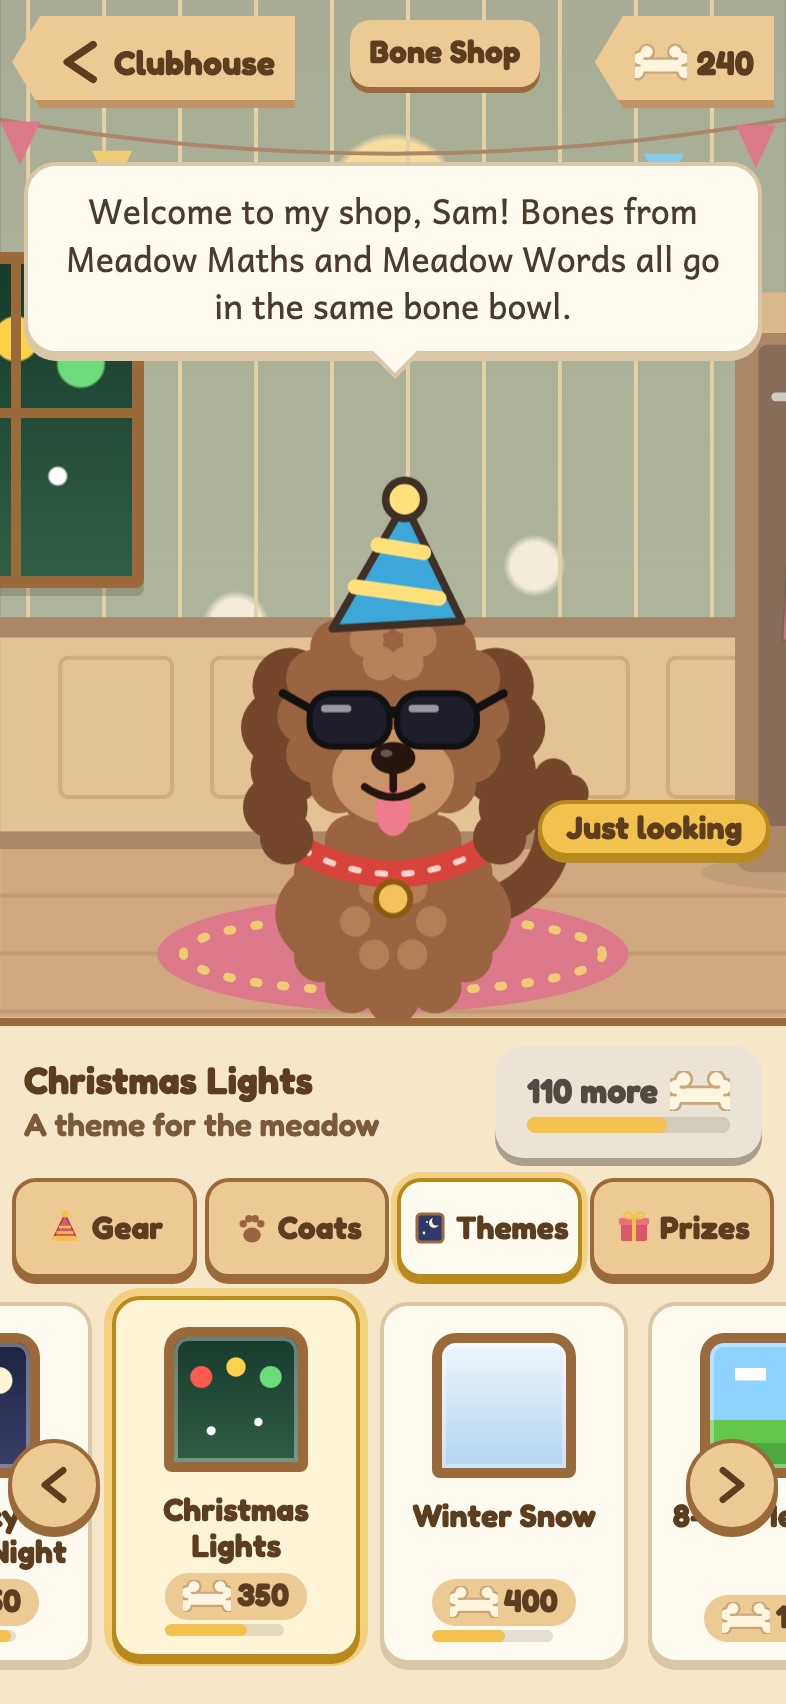 Clubhouse
Bone Shop
240
Welcome to my shop, Sam! Bones from
Meadow Maths and Meadow Words all go
in the same bone bowl.
Just looking
Christmas Lights
A theme for the meadow
110 more
Gear
Coats
Themes
Prizes
Night
Christmas
Lights
350
Winter Snow
400